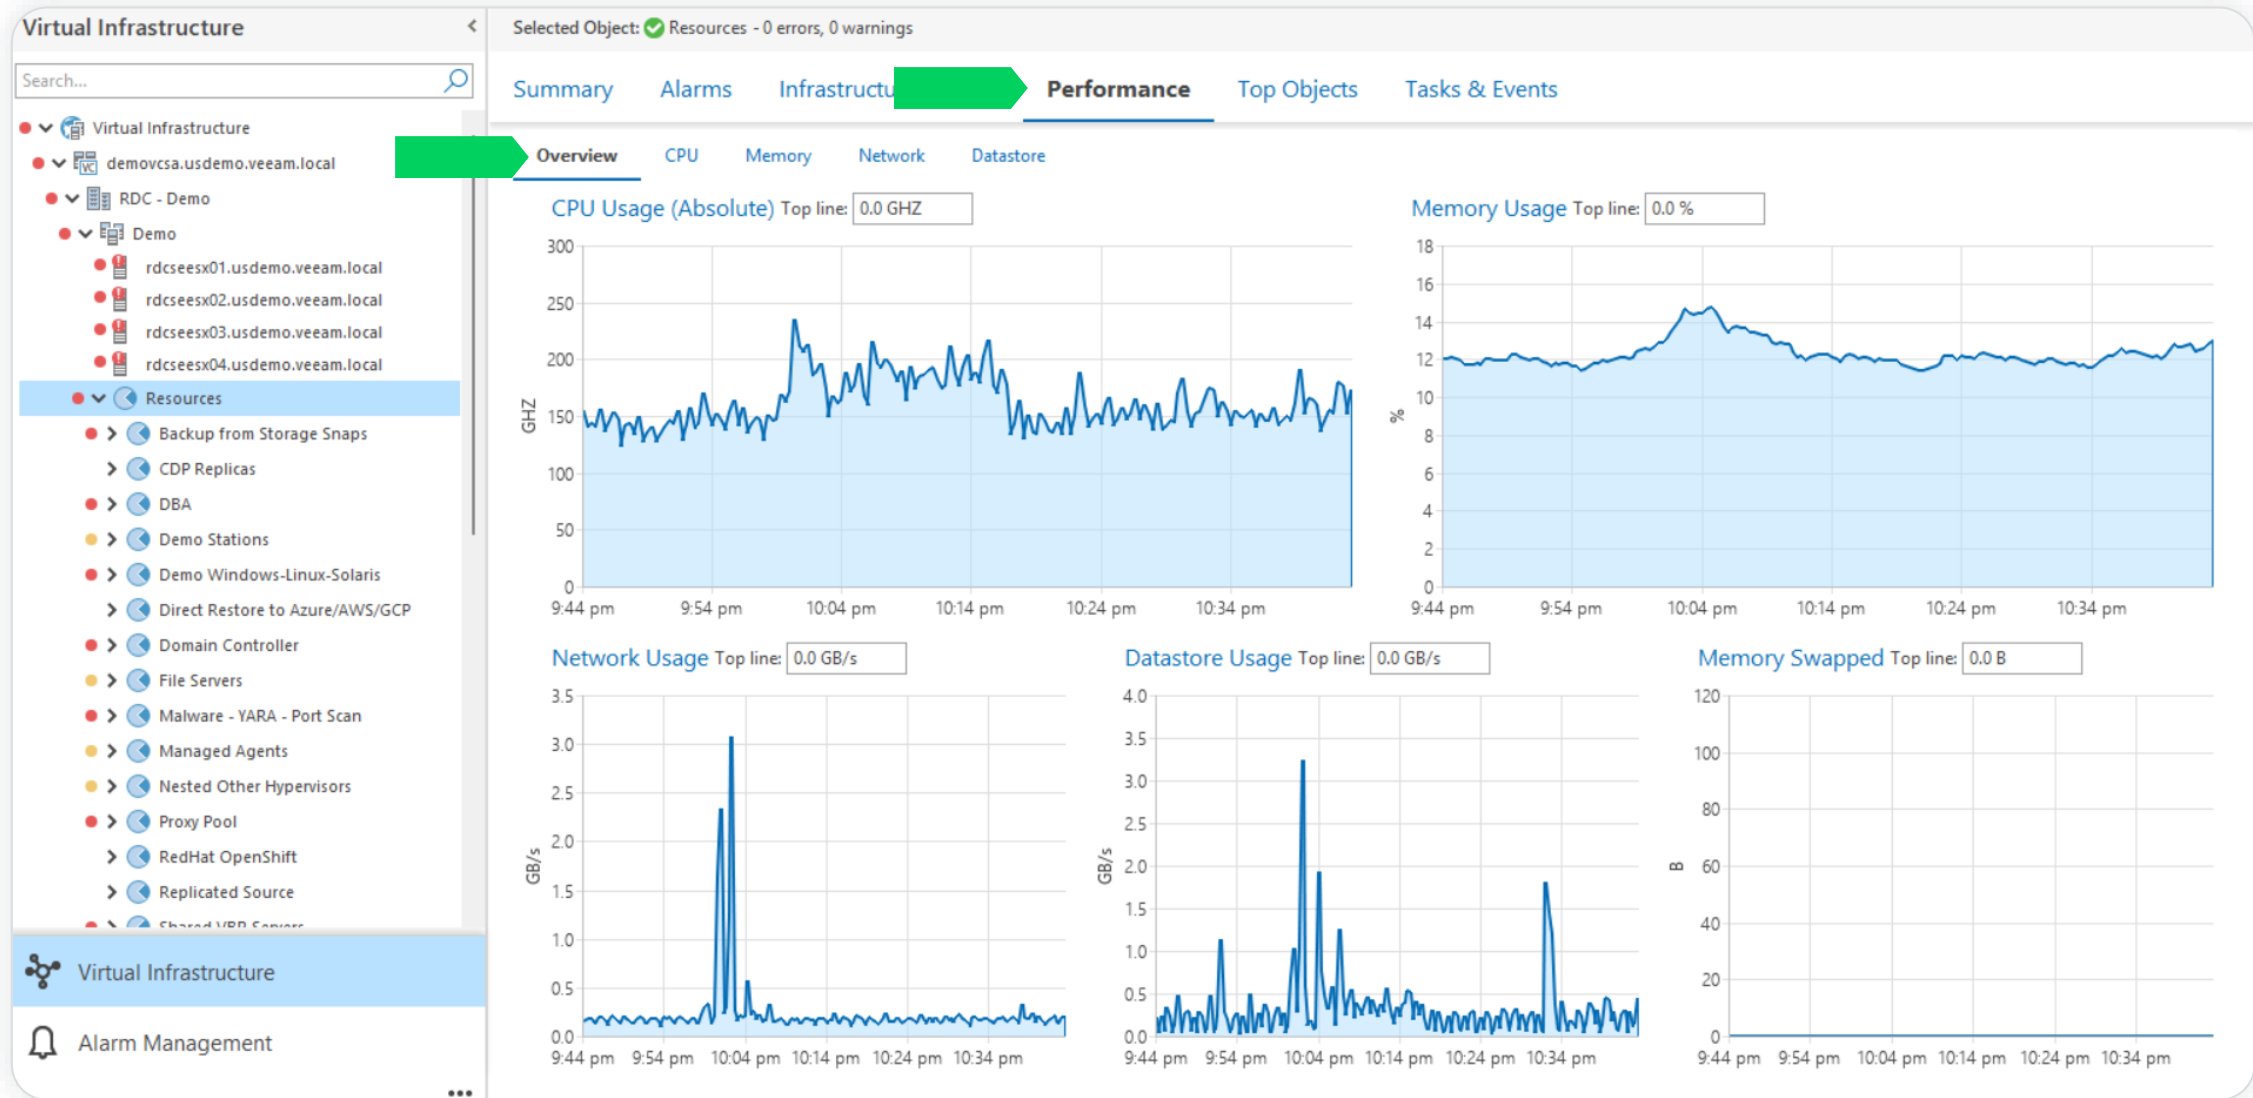 Virtual Infrastructure
Search...
Virtual Infrastructure
VC demovcsa.usdemo.veeam.local
RDC - Demo
Demo
rdcseesx01.usdemo.veeam.local
rdcseesx02.usdemo.veeam.local
rdcseesx03.usdemo.veeam.local
rdcseesx04.usdemo.veeam.local
Resources
Backup from Storage Snaps
CDP Replicas
DBA
Demo Stations
Demo Windows-Linux-Solaris
Direct Restore to Azure/AWS/GCP
Domain Controller
File Servers
Malware - YARA - Port Scan
Managed Agents
Nested Other Hypervisors
Proxy Pool
RedHat OpenShift
Replicated Source
Shared VBR Servers
Virtual Infrastructure
Alarm Management
Selected Object: Resources - 0 errors, 0 warnings
Summary Alarms Infrastructu Performance Top Objects Tasks & Events
Overview CPU Memory Network Datastore
CPU Usage (Absolute) Top line: 0.0 GHZ
300
250
200
150
100
50
0
GHZ
9:44 pm 9:54 pm 10:04 pm 10:14 pm 10:24 pm 10:34 pm
Memory Usage Top line: 0.0 %
18
16
14
12
10
8
6
4
2
0
%
9:44 pm 9:54 pm 10:04 pm 10:14 pm 10:24 pm 10:34 pm
Network Usage Top line: 0.0 GB/s
3.5
3.0
2.5
2.0
1.5
1.0
0.5
0.0
GB/s
9:44 pm 9:54 pm 10:04 pm 10:14 pm 10:24 pm 10:34 pm
Datastore Usage Top line: 0.0 GB/s
4.0
3.5
3.0
2.5
2.0
1.5
1.0
0.5
0.0
GB/s
9:44 pm 9:54 pm 10:04 pm 10:14 pm 10:24 pm 10:34 pm
Memory Swapped Top line: 0.0 B
120
100
80
60
40
20
0
B
9:44 pm 9:54 pm 10:04 pm 10:14 pm 10:24 pm 10:34 pm